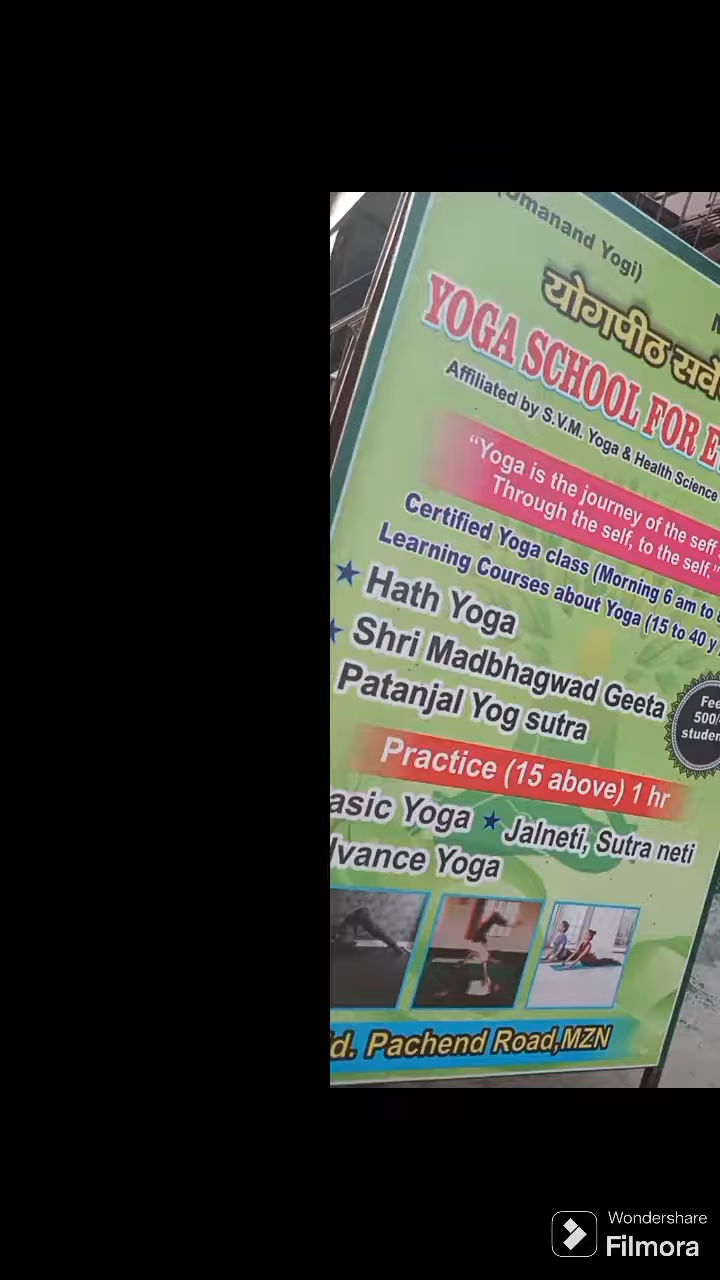 (Omanand Yogi)
योगपीठ
YOGA SCHOOL FOR
Affiliated by S.V.M. Yoga & Health Science
“Yoga is the journey of the seff
Through the self, to the self.”
Certified Yoga class (Morning 6 am to
Learning Courses about Yoga (15 to 40 y
★ Hath Yoga
★ Shri Madbhagwad Geeta
Patanjal Yog sutra
Fee
500/-
studen
Practice (15 above) 1 hr
asic Yoga ★ Jalneti, Sutra neti
dvance Yoga
d. Pachend Road,MZN
Wondershare
Filmora